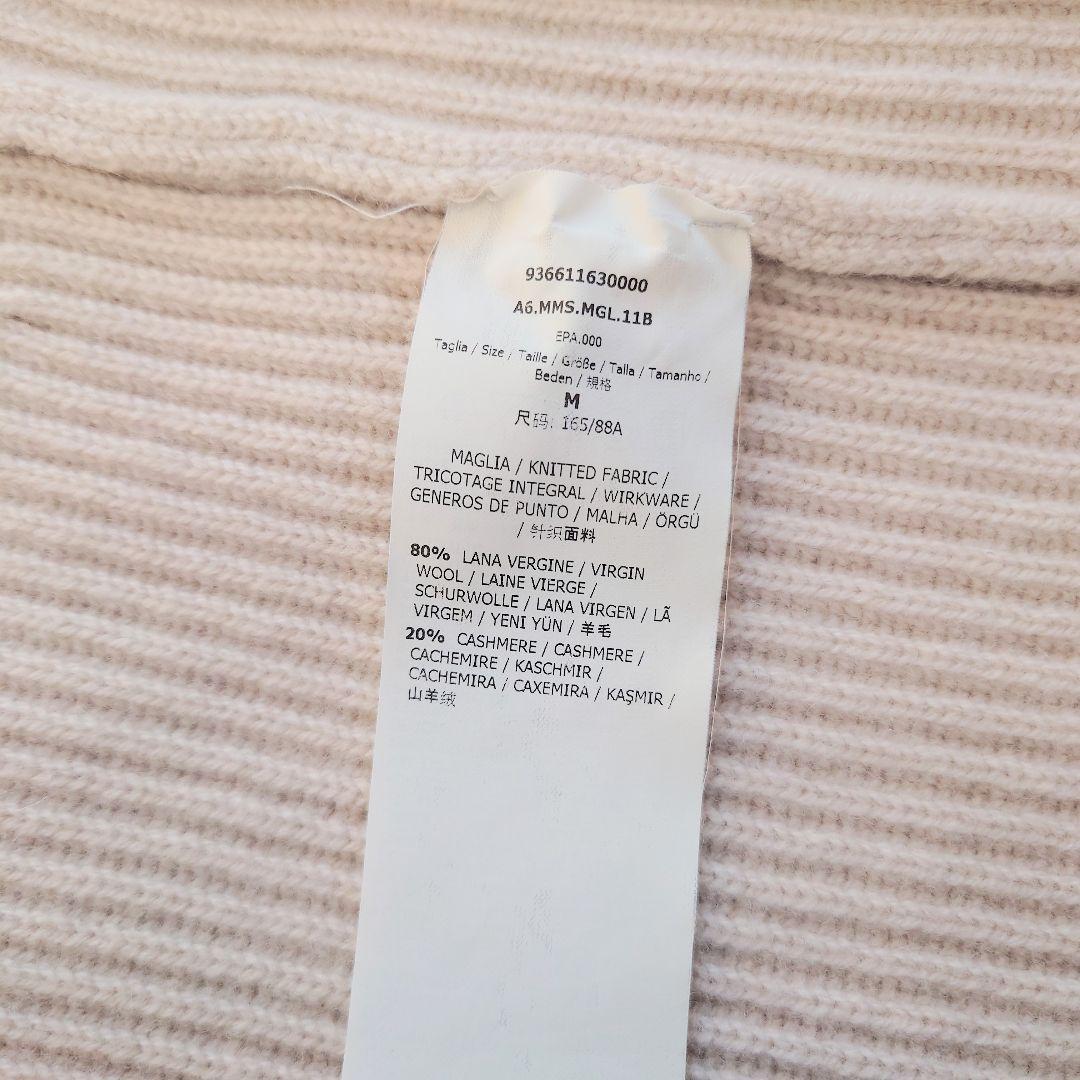 936611630000
A6.MMS.MGL.11B
EPA.000
Taglia / Size / Taille / Größe / Talla / Tamanho /
Beden / 規格
M
尺码: 165/88A
MAGLIA / KNITTED FABRIC /
TRICOTAGE INTEGRAL / WIRKWARE /
GENEROS DE PUNTO / MALHA / ÖRGÜ
/ 针织面料
80% LANA VERGINE / VIRGIN
WOOL / LAINE VIERGE /
SCHURWOLLE / LANA VIRGEN / LÃ
VIRGEM / YENI YÜN / 羊毛
20% CASHMERE / CASHMERE /
CACHEMIRE / KASCHMIR /
CACHEMIRA / CAXEMIRA / KAŞMIR /
山羊绒